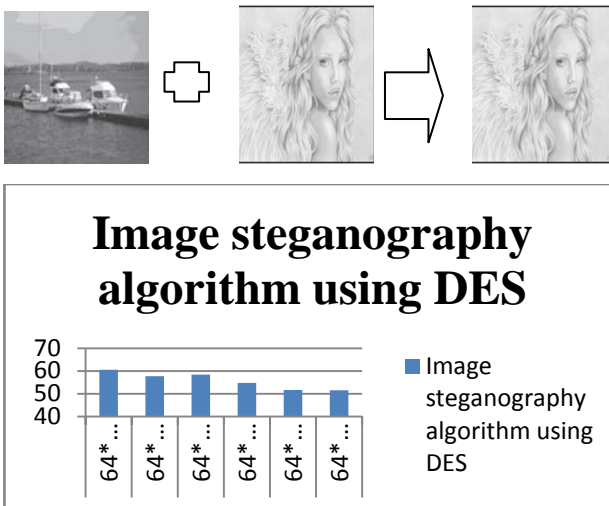 Image steganography
algorithm using DES
70
60
50
40
64*...
64*...
64*...
64*...
64*...
64*...
Image
steganography
algorithm using
DES